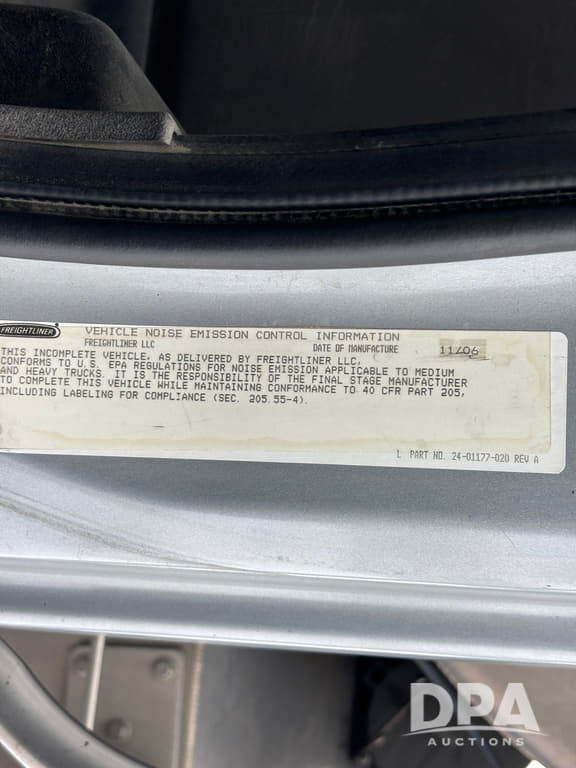 FREIGHTLINER
VEHICLE NOISE EMISSION CONTROL INFORMATION
FREIGHTLINER LLC DATE OF MANUFACTURE 11/06
THIS INCOMPLETE VEHICLE, AS DELIVERED BY FREIGHTLINER LLC,
CONFORMS TO U.S. EPA REGULATIONS FOR NOISE EMISSION APPLICABLE TO MEDIUM
AND HEAVY TRUCKS. IT IS THE RESPONSIBILITY OF THE FINAL STAGE MANUFACTURER
TO COMPLETE THIS VEHICLE WHILE MAINTAINING CONFORMANCE TO 40 CFR PART 205,
INCLUDING LABELING FOR COMPLIANCE (SEC. 205.55-4).
L PART NO. 24-01177-020 REV A
DPA
AUCTIONS